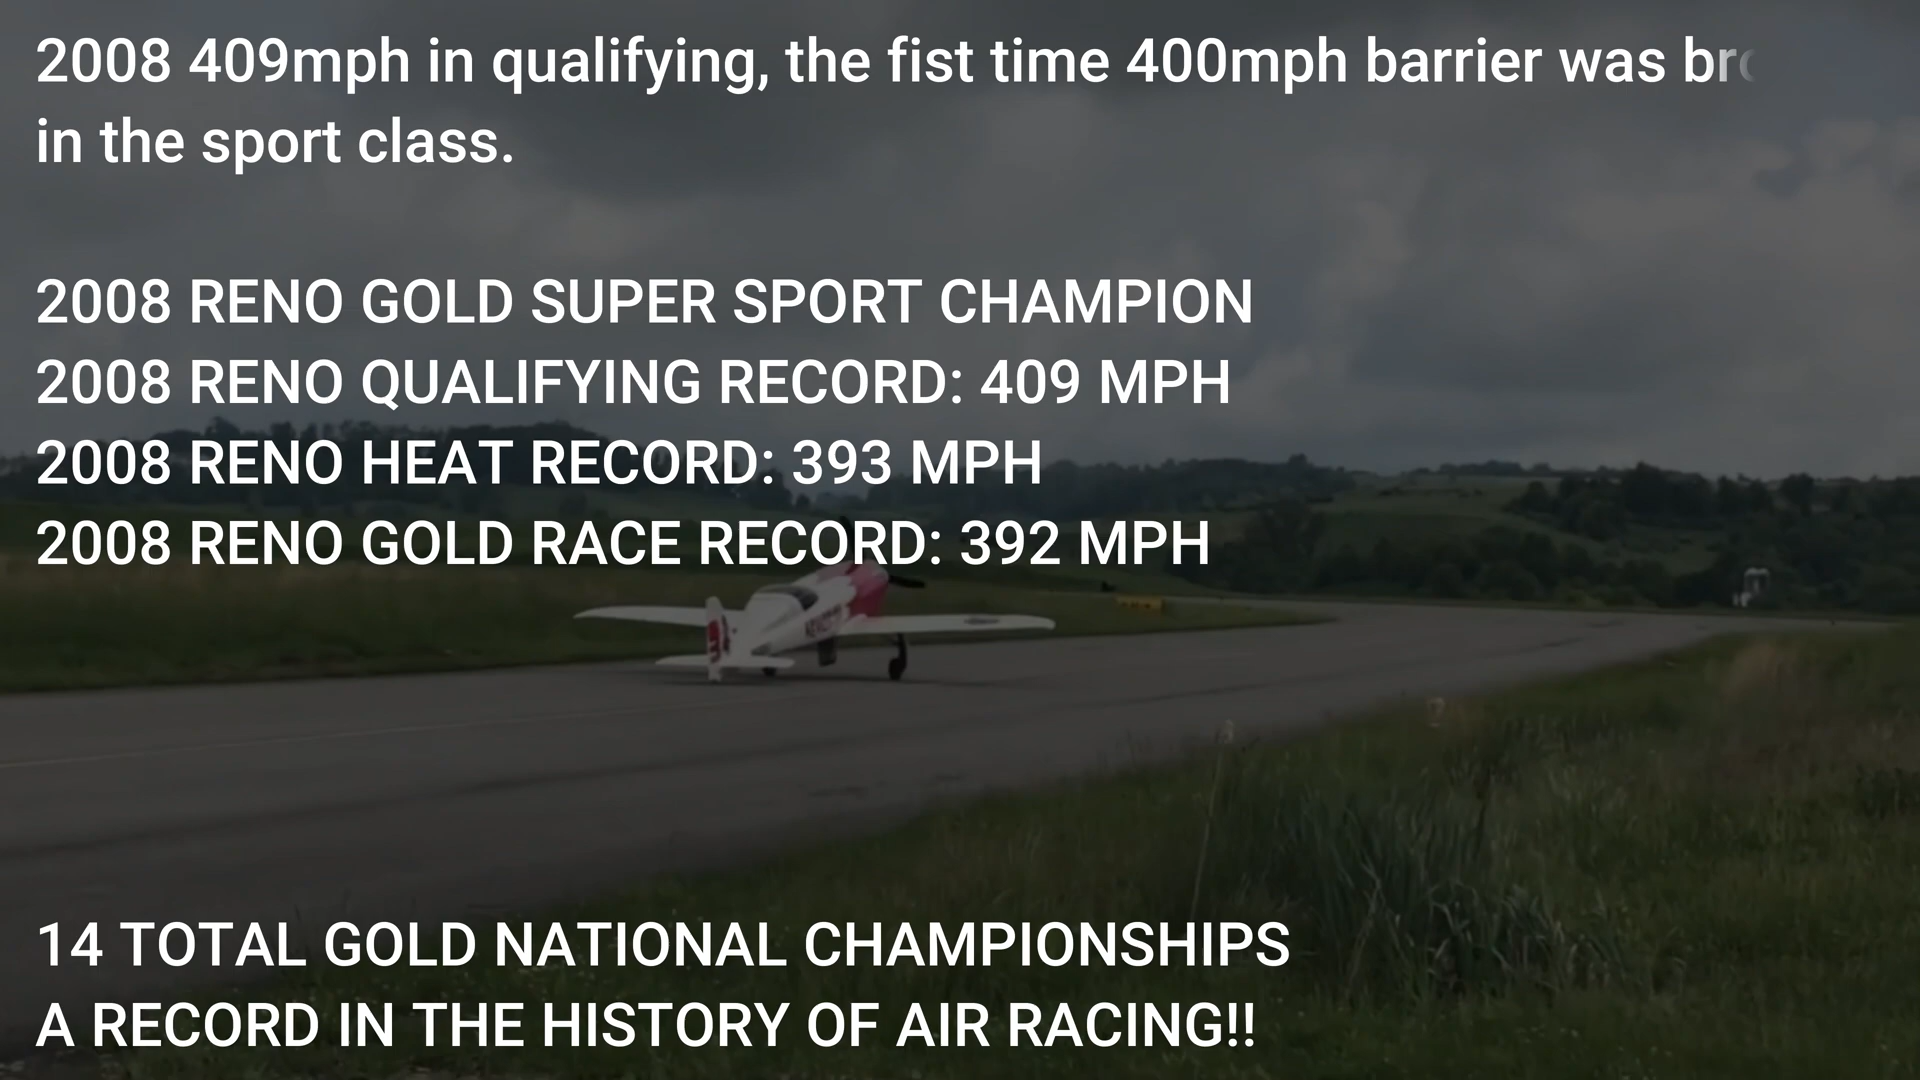 2008 409mph in qualifying, the fist time 400mph barrier was
in the sport class.
2008 RENO GOLD SUPER SPORT CHAMPION
2008 RENO QUALIFYING RECORD: 409 MPH
2008 RENO HEAT RECORD: 393 MPH
2008 RENO GOLD RACE RECORD: 392 MPH
14 TOTAL GOLD NATIONAL CHAMPIONSHIPS
A RECORD IN THE HISTORY OF AIR RACING!!